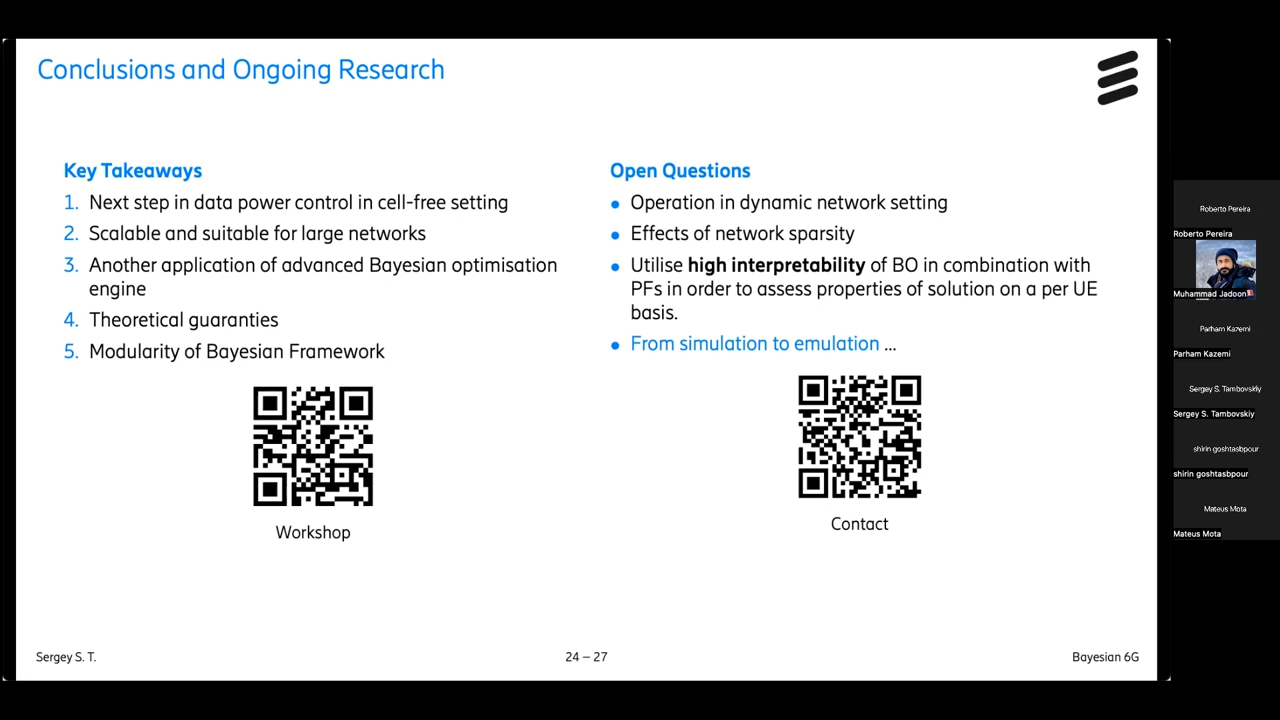 Conclusions and Ongoing Research
Key Takeaways
1. Next step in data power control in cell-free setting
2. Scalable and suitable for large networks
3. Another application of advanced Bayesian optimisation
engine
4. Theoretical guaranties
5. Modularity of Bayesian Framework
Workshop
Open Questions
• Operation in dynamic network setting
• Effects of network sparsity
• Utilise high interpretability of BO in combination with
PFs in order to assess properties of solution on a per UE
basis.
• From simulation to emulation ...
Contact
Sergey S. T.
24 – 27
Bayesian 6G
Roberto Pereira
Roberto Pereira
Muhammad Jadoon
Parham Kazemi
Parham Kazemi
Sergey S. Tambovskiy
Sergey S. Tambovskiy
shirin goshtasbpour
shirin goshtasbpour
Mateus Mota
Mateus Mota